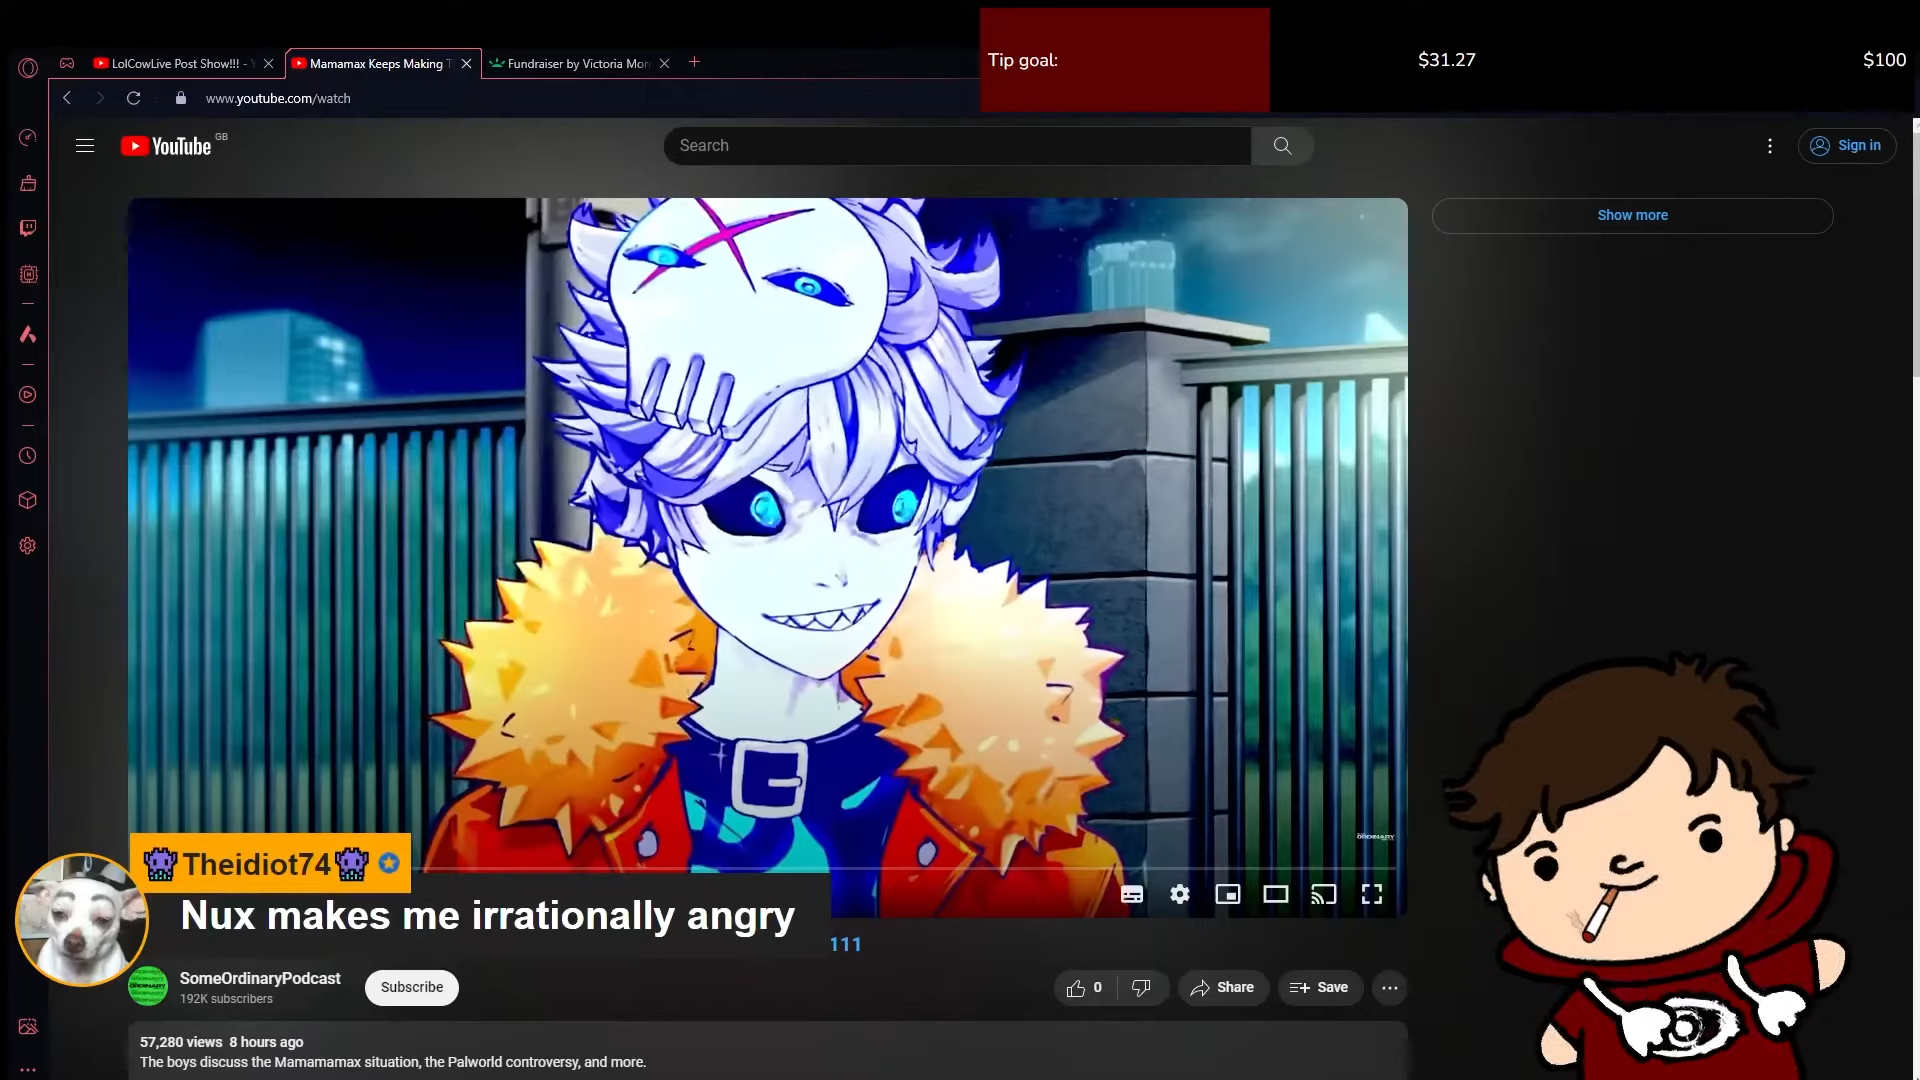 LolCowLive Post Show!!! -
Mamamax Keeps Making T
Fundraiser by Victoria Mor
Tip goal:
$31.27
$100
www.youtube.com/watch
YouTube
GB
Search
Sign in
Show more
ORDINARY
Theidiot74
Nux makes me irrationally angry
111
SomeOrdinaryPodcast
192K subscribers
Subscribe
0
Share
Save
57,280 views 8 hours ago
The boys discuss the Mamamamax situation, the Palworld controversy, and more.